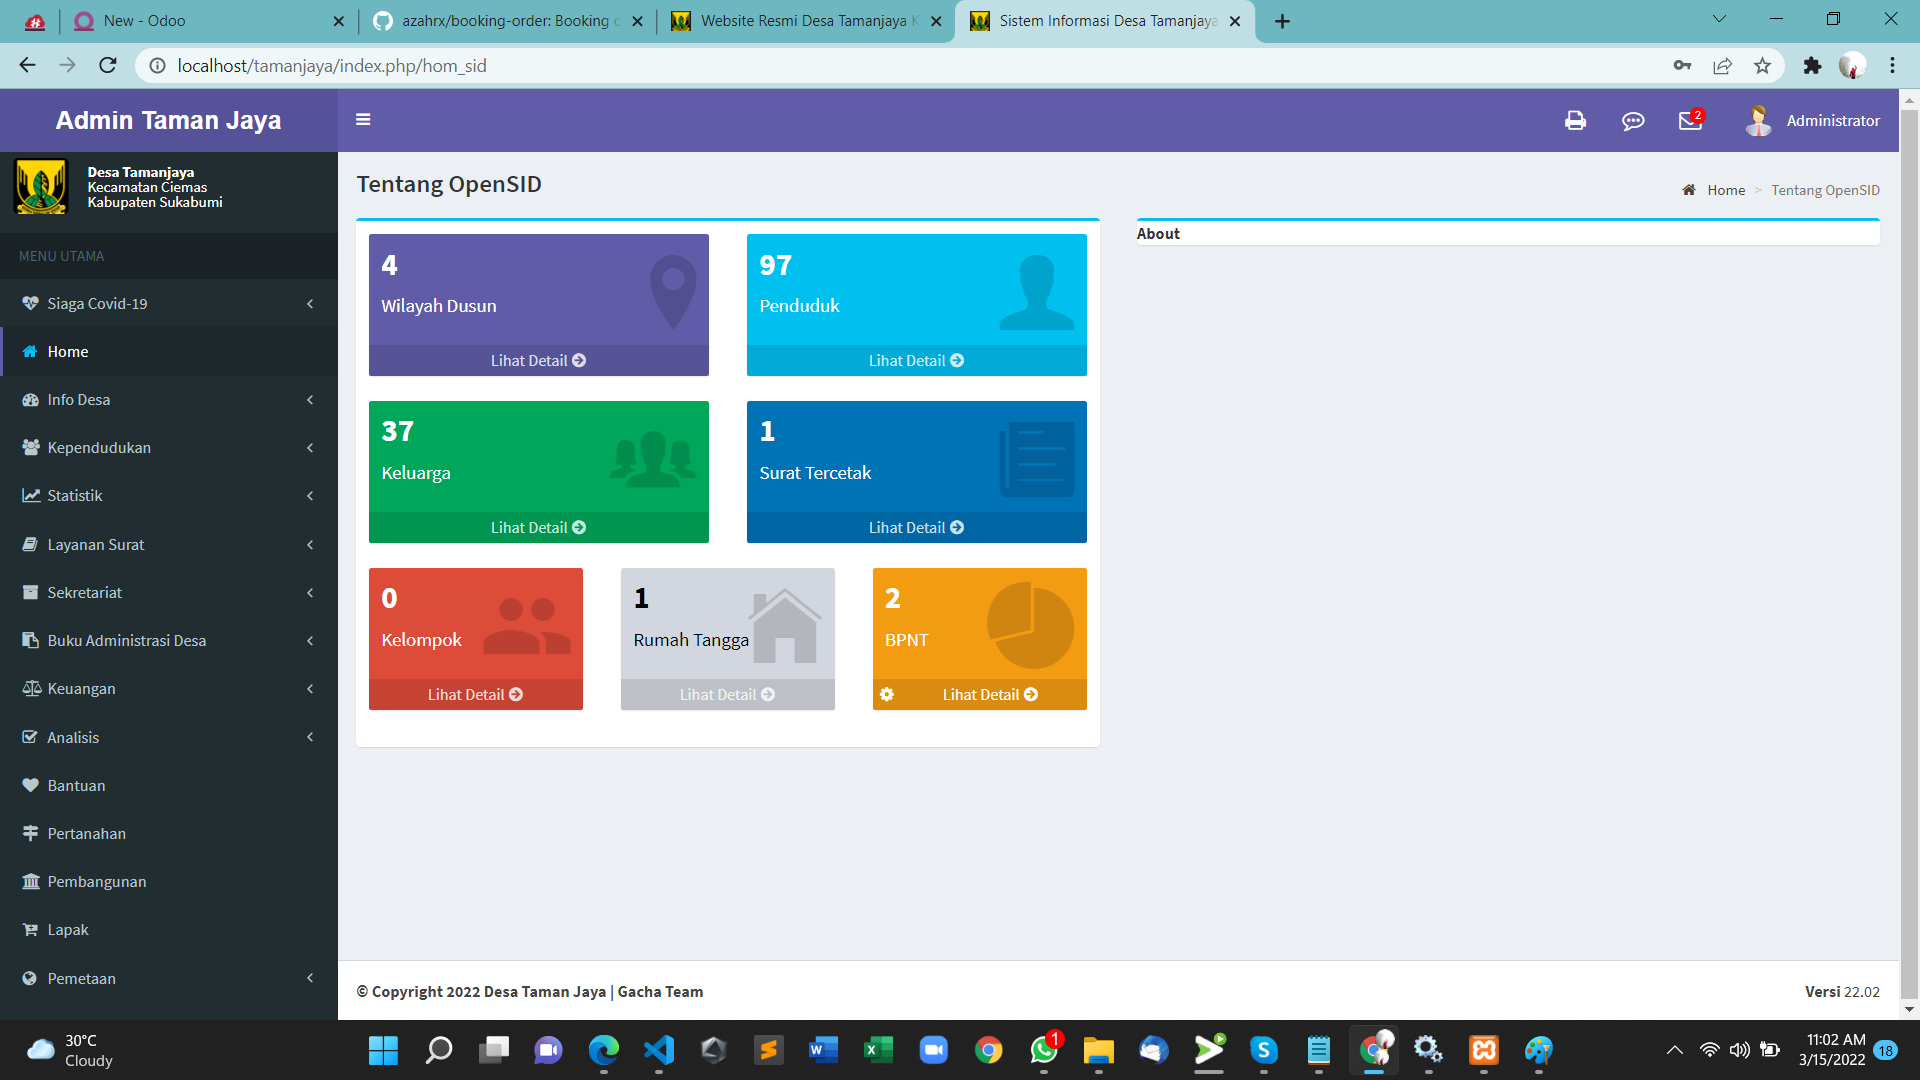 New - Odoo
azahrx/booking-order: Booking o
Website Resmi Desa Tamanjaya K
Sistem Informasi Desa Tamanjaya
localhost/tamanjaya/index.php/hom_sid
Admin Taman Jaya
2
Administrator
Desa Tamanjaya
Kecamatan Ciemas
Kabupaten Sukabumi
Tentang OpenSID
Home > Tentang OpenSID
MENU UTAMA
Siaga Covid-19
Home
Info Desa
Kependudukan
Statistik
Layanan Surat
Sekretariat
Buku Administrasi Desa
Keuangan
Analisis
Bantuan
Pertanahan
Pembangunan
Lapak
Pemetaan
4
Wilayah Dusun
Lihat Detail
97
Penduduk
Lihat Detail
37
Keluarga
Lihat Detail
1
Surat Tercetak
Lihat Detail
0
Kelompok
Lihat Detail
1
Rumah Tangga
Lihat Detail
2
BPNT
Lihat Detail
About
© Copyright 2022 Desa Taman Jaya | Gacha Team
Versi 22.02
30°C
Cloudy
1
11:02 AM
3/15/2022
18